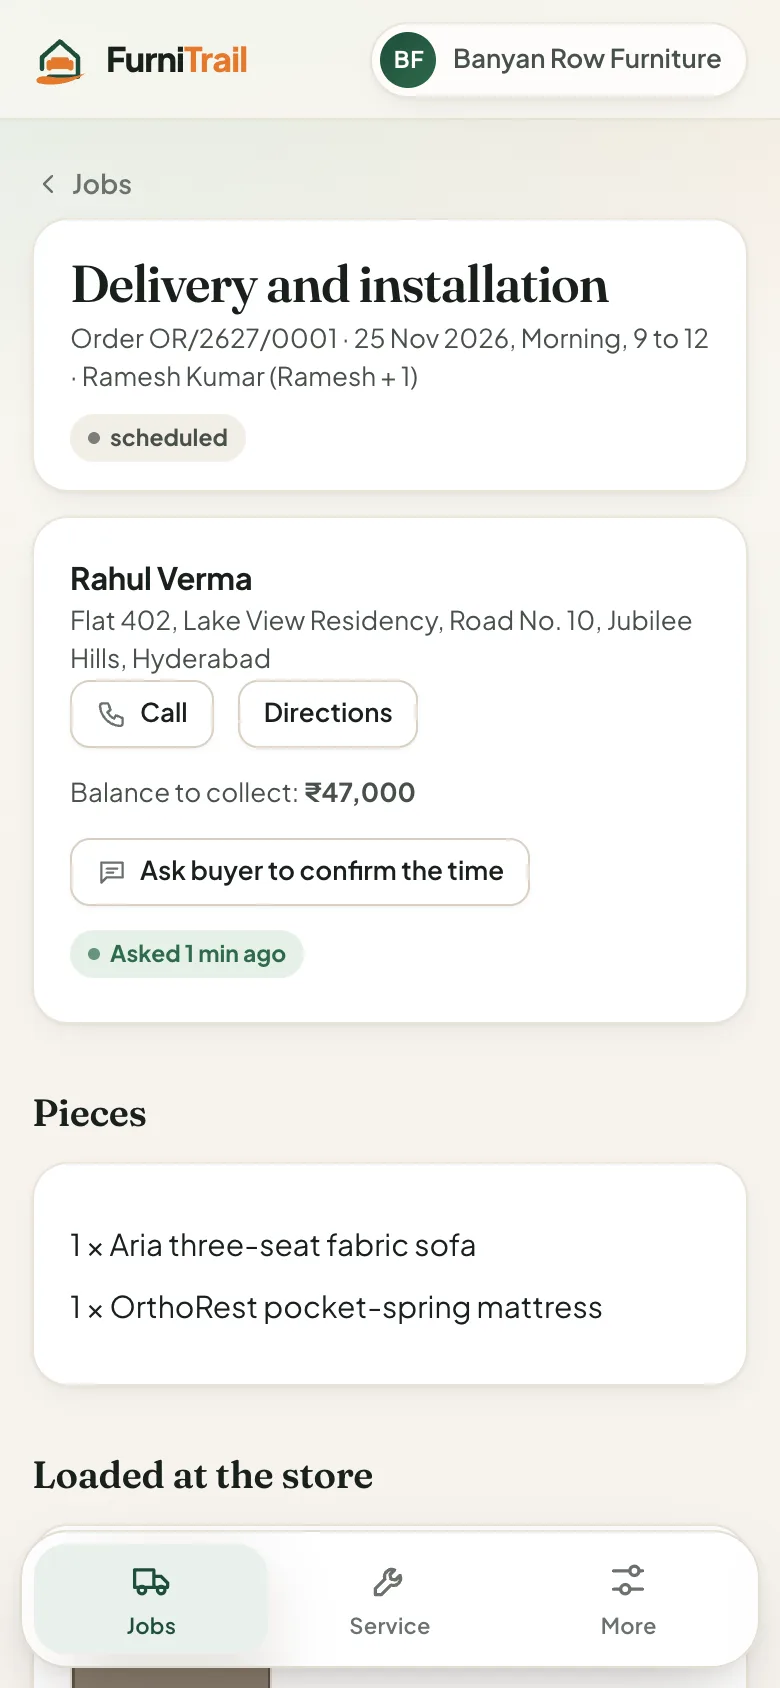 FurniTrail
BF Banyan Row Furniture
Jobs
Delivery and installation
Order OR/2627/0001 · 25 Nov 2026, Morning, 9 to 12
· Ramesh Kumar (Ramesh + 1)
scheduled
Rahul Verma
Flat 402, Lake View Residency, Road No. 10, Jubilee
Hills, Hyderabad
Call Directions
Balance to collect: ₹47,000
Ask buyer to confirm the time
Asked 1 min ago
Pieces
1 × Aria three-seat fabric sofa
1 × OrthoRest pocket-spring mattress
Loaded at the store
Jobs Service More